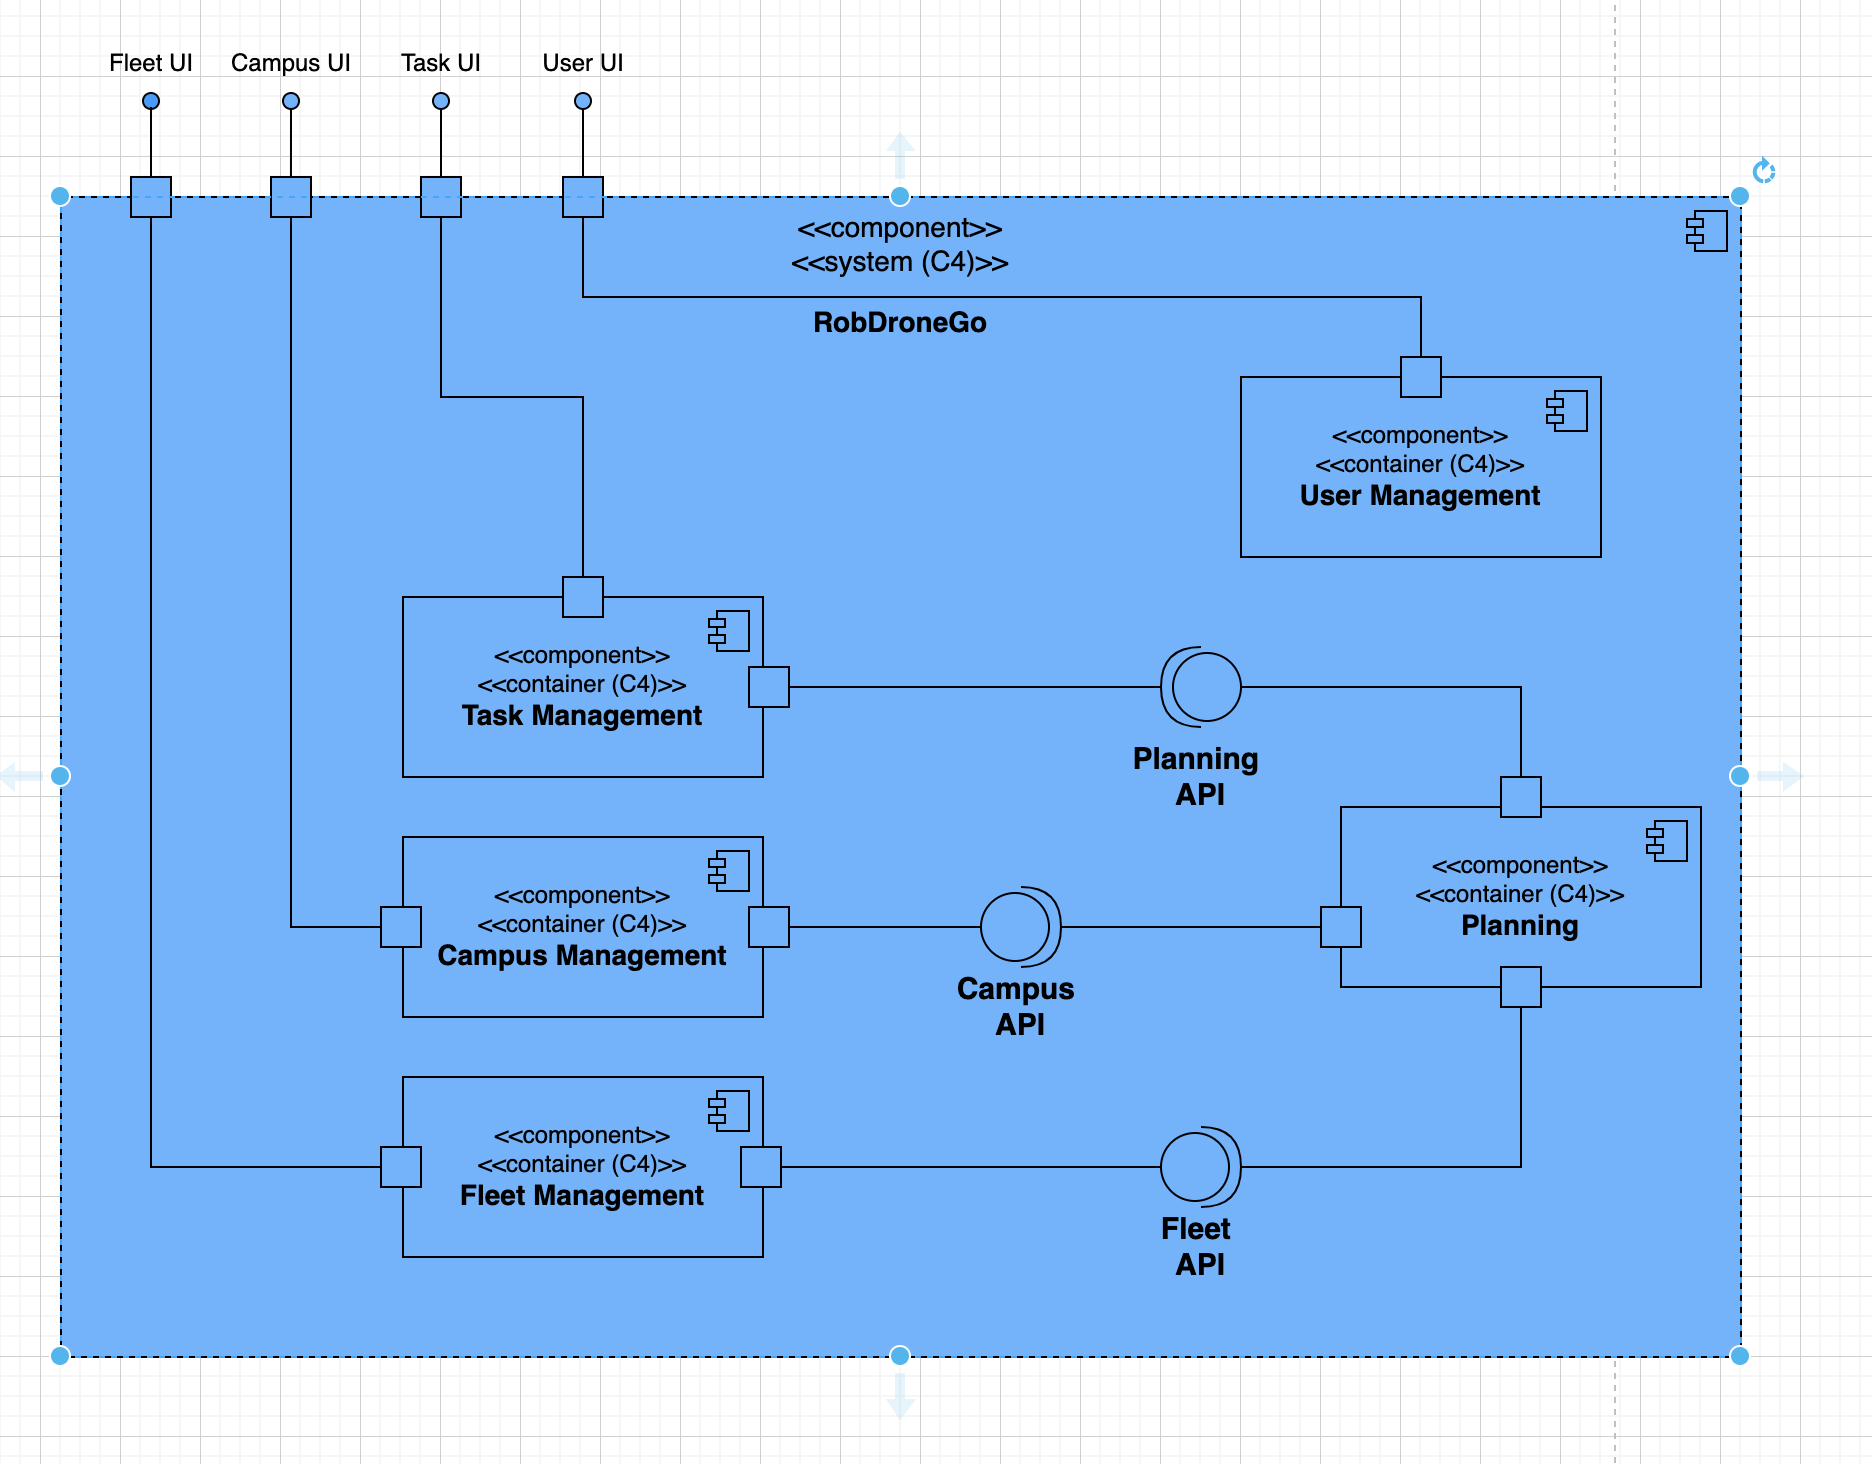 Fleet UI
Campus UI
Task UI
User UI
<<component>>
<<system (C4)>>
RobDroneGo
<<component>>
<<container (C4)>>
User Management
<<component>>
<<container (C4)>>
Task Management
Planning
API
<<component>>
<<container (C4)>>
Planning
<<component>>
<<container (C4)>>
Campus Management
Campus
API
<<component>>
<<container (C4)>>
Fleet Management
Fleet
API